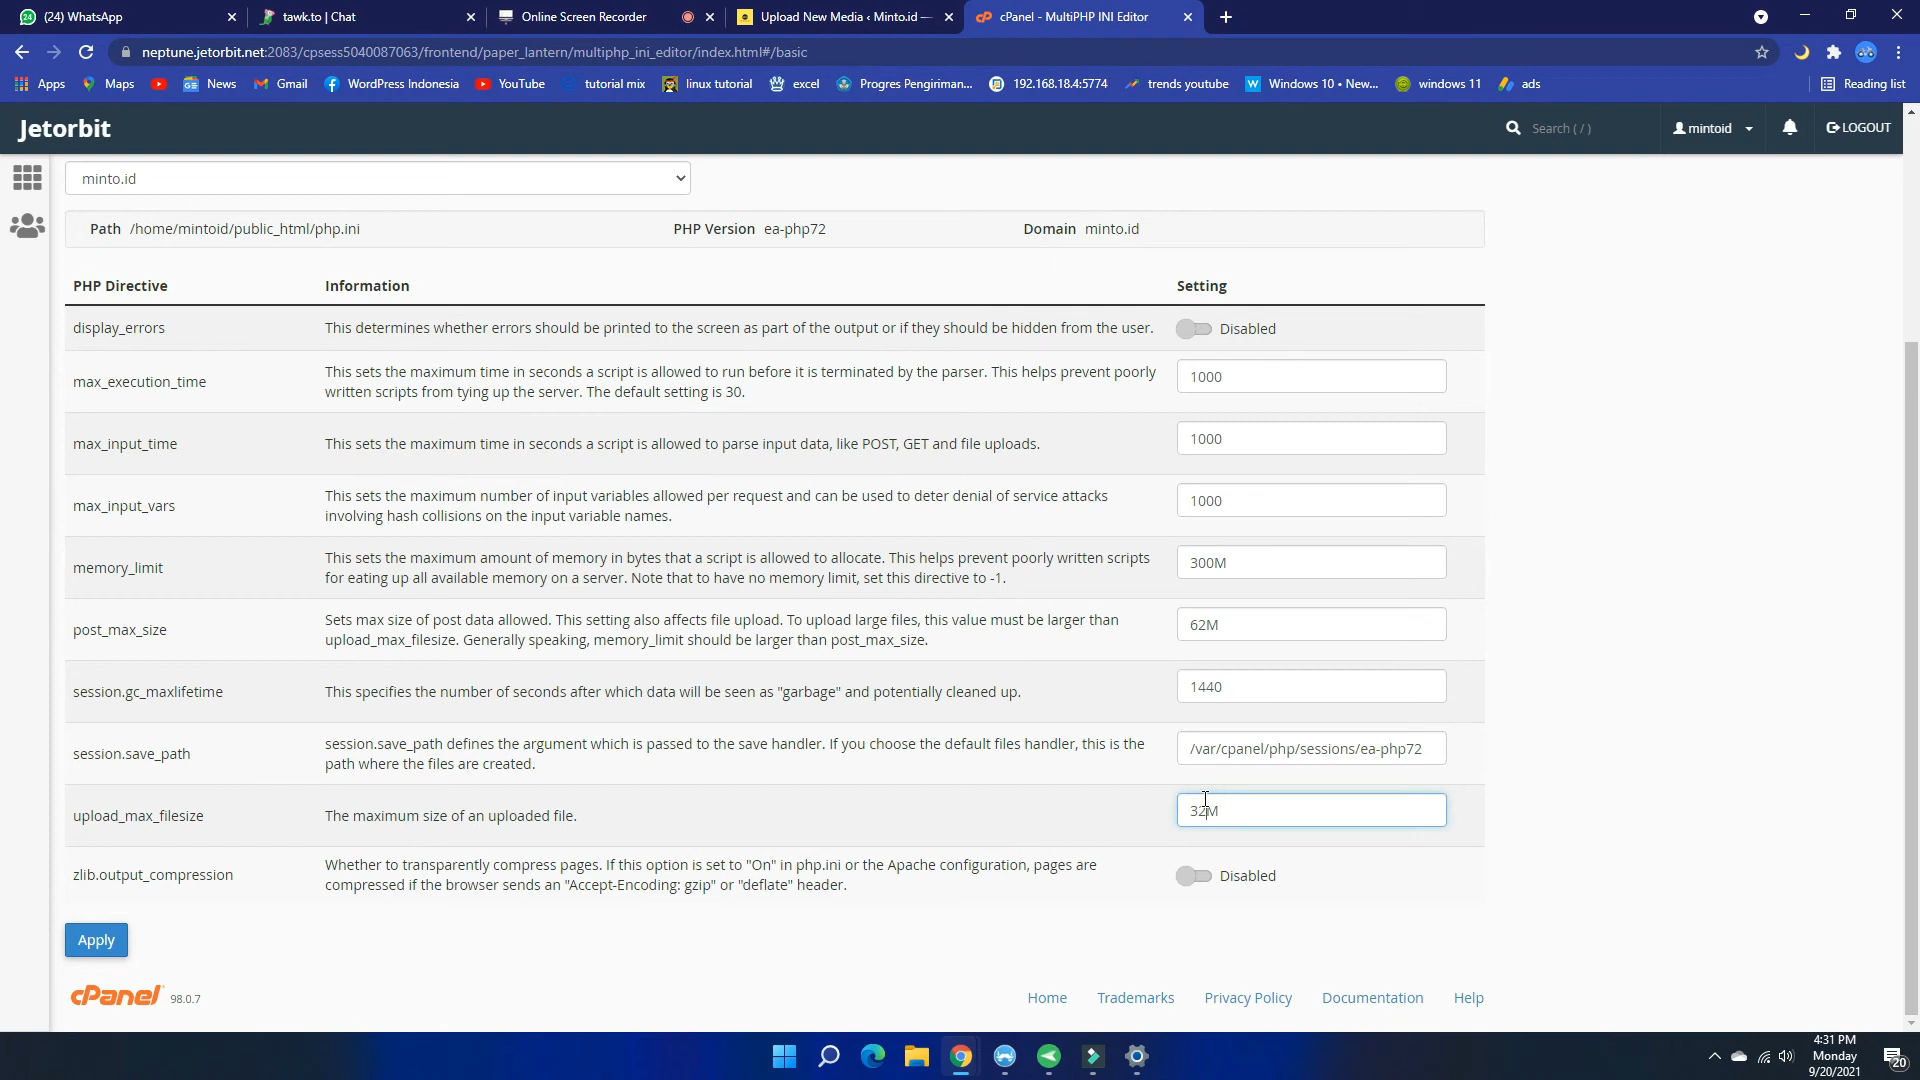 (24) WhatsApp
tawk.to | Chat
Online Screen Recorder
Upload New Media ‹ Minto.id —
cPanel - MultiPHP INI Editor
neptune.jetorbit.net:2083/cpsess5040087063/frontend/paper_lantern/multiphp_ini_editor/index.html#/basic
Apps
Maps
News
Gmail
WordPress Indonesia
YouTube
tutorial mix
linux tutorial
excel
Progres Pengiriman...
192.168.18.4:5774
trends youtube
Windows 10 • New...
windows 11
ads
Reading list
Jetorbit
Search ( / )
mintoid
LOGOUT
minto.id
Path /home/mintoid/public_html/php.ini
PHP Version ea-php72
Domain minto.id
PHP Directive
Information
Setting
display_errors
This determines whether errors should be printed to the screen as part of the output or if they should be hidden from the user.
Disabled
max_execution_time
This sets the maximum time in seconds a script is allowed to run before it is terminated by the parser. This helps prevent poorly
written scripts from tying up the server. The default setting is 30.
1000
max_input_time
This sets the maximum time in seconds a script is allowed to parse input data, like POST, GET and file uploads.
1000
max_input_vars
This sets the maximum number of input variables allowed per request and can be used to deter denial of service attacks
involving hash collisions on the input variable names.
1000
memory_limit
This sets the maximum amount of memory in bytes that a script is allowed to allocate. This helps prevent poorly written scripts
for eating up all available memory on a server. Note that to have no memory limit, set this directive to -1.
300M
post_max_size
Sets max size of post data allowed. This setting also affects file upload. To upload large files, this value must be larger than
upload_max_filesize. Generally speaking, memory_limit should be larger than post_max_size.
62M
session.gc_maxlifetime
This specifies the number of seconds after which data will be seen as "garbage" and potentially cleaned up.
1440
session.save_path
session.save_path defines the argument which is passed to the save handler. If you choose the default files handler, this is the
path where the files are created.
/var/cpanel/php/sessions/ea-php72
upload_max_filesize
The maximum size of an uploaded file.
32M
zlib.output_compression
Whether to transparently compress pages. If this option is set to "On" in php.ini or the Apache configuration, pages are
compressed if the browser sends an "Accept-Encoding: gzip" or "deflate" header.
Disabled
Apply
cPanel 98.0.7
Home
Trademarks
Privacy Policy
Documentation
Help
4:31 PM
Monday
9/20/2021
20